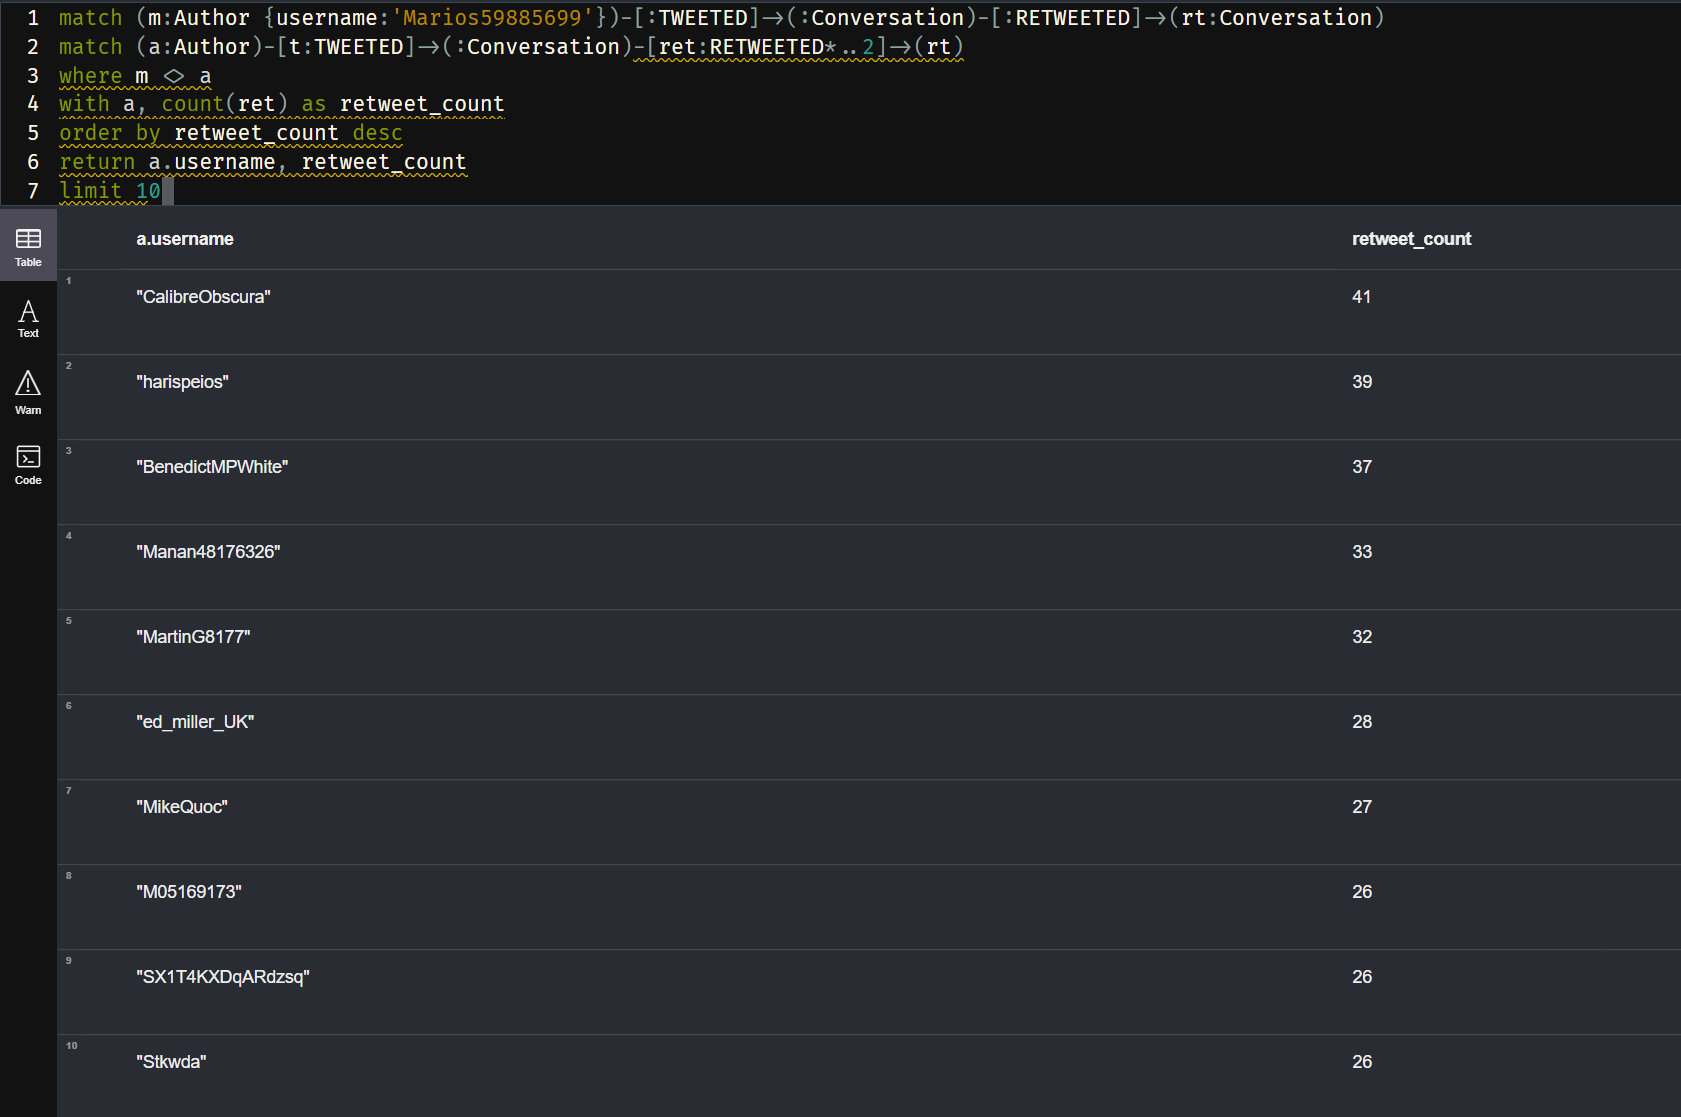 1 match (m:Author {username:'Marios59885699'})-[:TWEETED]->(:Conversation)-[:RETWEETED]->(rt:Conversation)
2 match (a:Author)-[t:TWEETED]->(:Conversation)-[ret:RETWEETED*..2]->(rt)
3 where m <> a
4 with a, count(ret) as retweet_count
5 order by retweet_count desc
6 return a.username, retweet_count
7 limit 10
Table
Text
Warn
Code
a.username retweet_count
1 "CalibreObscura" 41
2 "harispeios" 39
3 "BenedictMPWhite" 37
4 "Manan48176326" 33
5 "MartinG8177" 32
6 "ed_miller_UK" 28
7 "MikeQuoc" 27
8 "M05169173" 26
9 "SX1T4KXDqARdzsq" 26
10 "Stkwda" 26